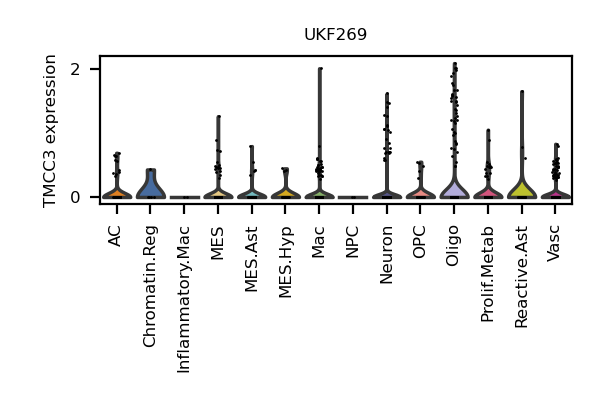 UKF269
TMCC3 expression
2
0
AC
Chromatin.Reg
Inflammatory.Mac
MES
MES.Ast
MES.Hyp
Mac
NPC
Neuron
OPC
Oligo
Prolif.Metab
Reactive.Ast
Vasc